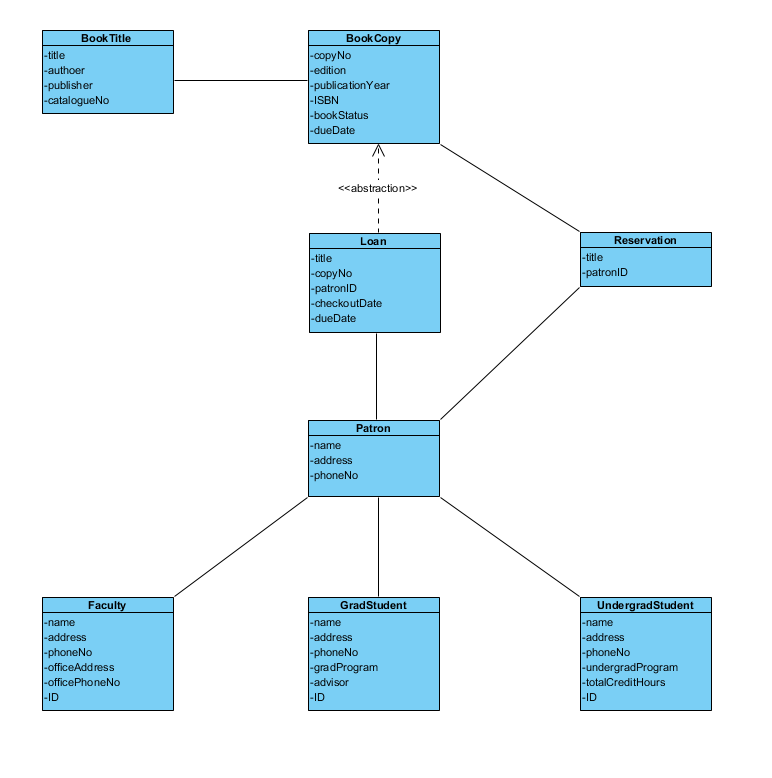 BookTitle
-title
-authoer
-publisher
-catalogueNo
BookCopy
-copyNo
-edition
-publicationYear
-ISBN
-bookStatus
-dueDate
<<abstraction>>
Loan
-title
-copyNo
-patronID
-checkoutDate
-dueDate
Reservation
-title
-patronID
Patron
-name
-address
-phoneNo
Faculty
-name
-address
-phoneNo
-officeAddress
-officePhoneNo
-ID
GradStudent
-name
-address
-phoneNo
-gradProgram
-advisor
-ID
UndergradStudent
-name
-address
-phoneNo
-undergradProgram
-totalCreditHours
-ID